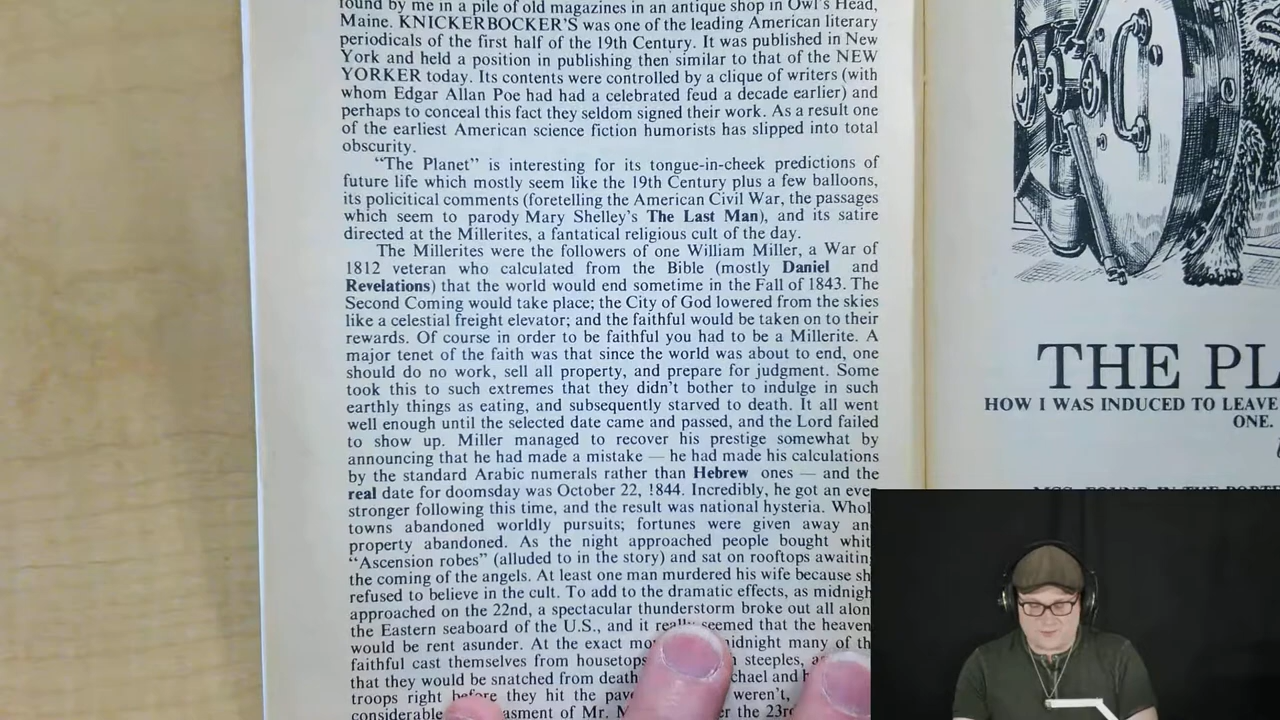 found by me in a pile of old magazines in an antique shop in Owl's Head,
Maine. KNICKERBOCKER'S was one of the leading American literary
periodicals of the first half of the 19th Century. It was published in New
York and held a position in publishing then similar to that of the NEW
YORKER today. Its contents were controlled by a clique of writers (with
whom Edgar Allan Poe had had a celebrated feud a decade earlier) and
perhaps to conceal this fact they seldom signed their work. As a result one
of the earliest American science fiction humorists has slipped into total
obscurity.
"The Planet" is interesting for its tongue-in-cheek predictions of
future life which mostly seem like the 19th Century plus a few balloons,
its policitical comments (foretelling the American Civil War, the passages
which seem to parody Mary Shelley's The Last Man), and its satire
directed at the Millerites, a fantatical religious cult of the day.
The Millerites were the followers of one William Miller, a War of
1812 veteran who calculated from the Bible (mostly Daniel and
Revelations) that the world would end sometime in the Fall of 1843. The
Second Coming would take place; the City of God lowered from the skies
like a celestial freight elevator; and the faithful would be taken on to their
rewards. Of course in order to be faithful you had to be a Millerite. A
major tenet of the faith was that since the world was about to end, one
should do no work, sell all property, and prepare for judgment. Some
took this to such extremes that they didn't bother to indulge in such
earthly things as eating, and subsequently starved to death. It all went
well enough until the selected date came and passed, and the Lord failed
to show up. Miller managed to recover his prestige somewhat by
announcing that he had made a mistake — he had made his calculations
by the standard Arabic numerals rather than Hebrew ones — and the
real date for doomsday was October 22, !844. Incredibly, he got an even
stronger following this time, and the result was national hysteria. Whol
towns abandoned worldly pursuits; fortunes were given away an
property abandoned. As the night approached people bought whit
"Ascension robes" (alluded to in the story) and sat on rooftops awaitin
the coming of the angels. At least one man murdered his wife because sh
refused to believe in the cult. To add to the dramatic effects, as midnigh
approached on the 22nd, a spectacular thunderstorm broke out all alon
the Eastern seaboard of the U.S., and it really seemed that the heaven
would be rent asunder. At the exact mo idnight many of th
faithful cast themselves from housetops steeples,
that they would be snatched from death chael and h
troops right before they hit the pave weren't,
considerable asment of Mr. M er the 23r
THE PL
HOW I WAS INDUCED TO LEAVE
ONE.